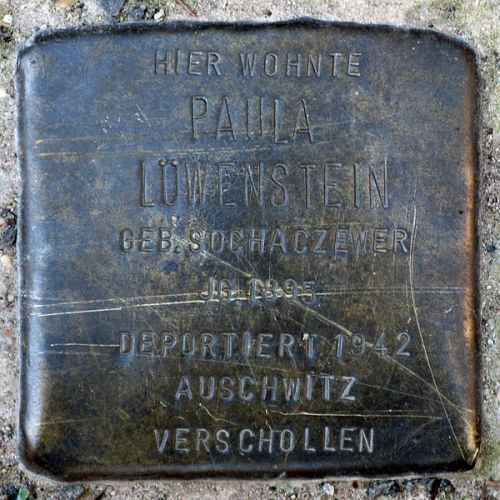 HIER WOHNTE
PAULA
LÖWENSTEIN
GEB. SOCHACZEWER
JG. 1895
DEPORTIERT 1942
AUSCHWITZ
VERSCHOLLEN